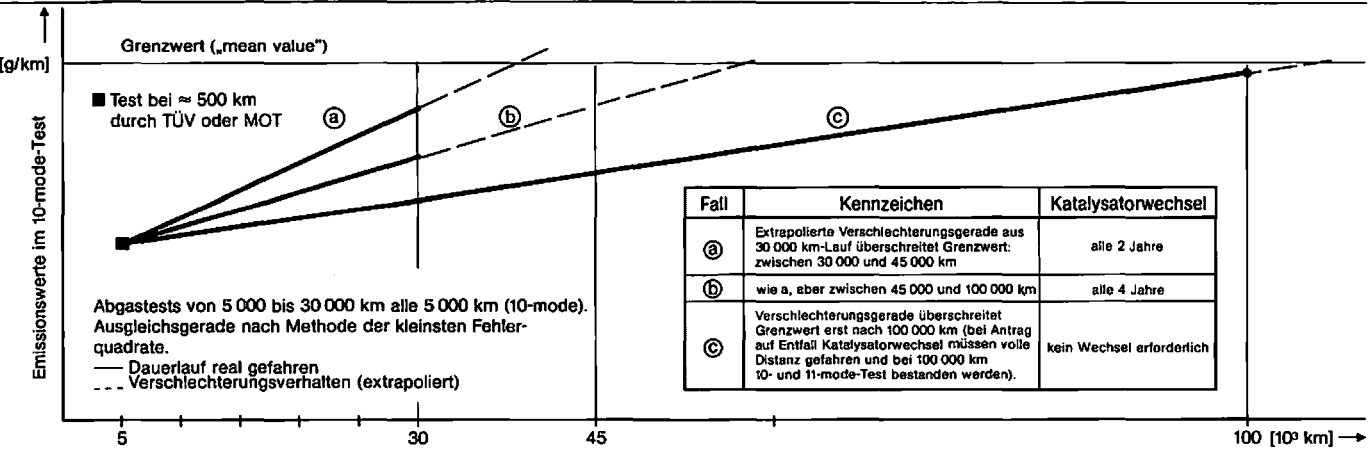 Grenzwert („mean value“)
[g/km]
■ Test bei ≈ 500 km
durch TÜV oder MOT
ⓐ
ⓑ
ⓒ
Emissionswerte im 10-mode-Test
Abgastests von 5 000 bis 30 000 km alle 5 000 km (10-mode).
Ausgleichsgerade nach Methode der kleinsten Fehler-
quadrate.
—— Dauerlauf real gefahren
--- Verschlechterungsverhalten (extrapoliert)
Fall Kennzeichen Katalysatorwechsel
Extrapolierte Verschlechterungsgerade aus
ⓐ 30 000 km-Lauf überschreitet Grenzwert: alle 2 Jahre
zwischen 30 000 und 45 000 km
ⓑ wie a, aber zwischen 45 000 und 100 000 km alle 4 Jahre
Verschlechterungsgerade überschreitet
Grenzwert erst nach 100 000 km (bei Antrag
ⓒ auf Entfall Katalysatorwechsel müssen volle kein Wechsel erforderlich
Distanz gefahren und bei 100 000 km
10- und 11-mode-Test bestanden werden).
5 30 45 100 [10³ km]